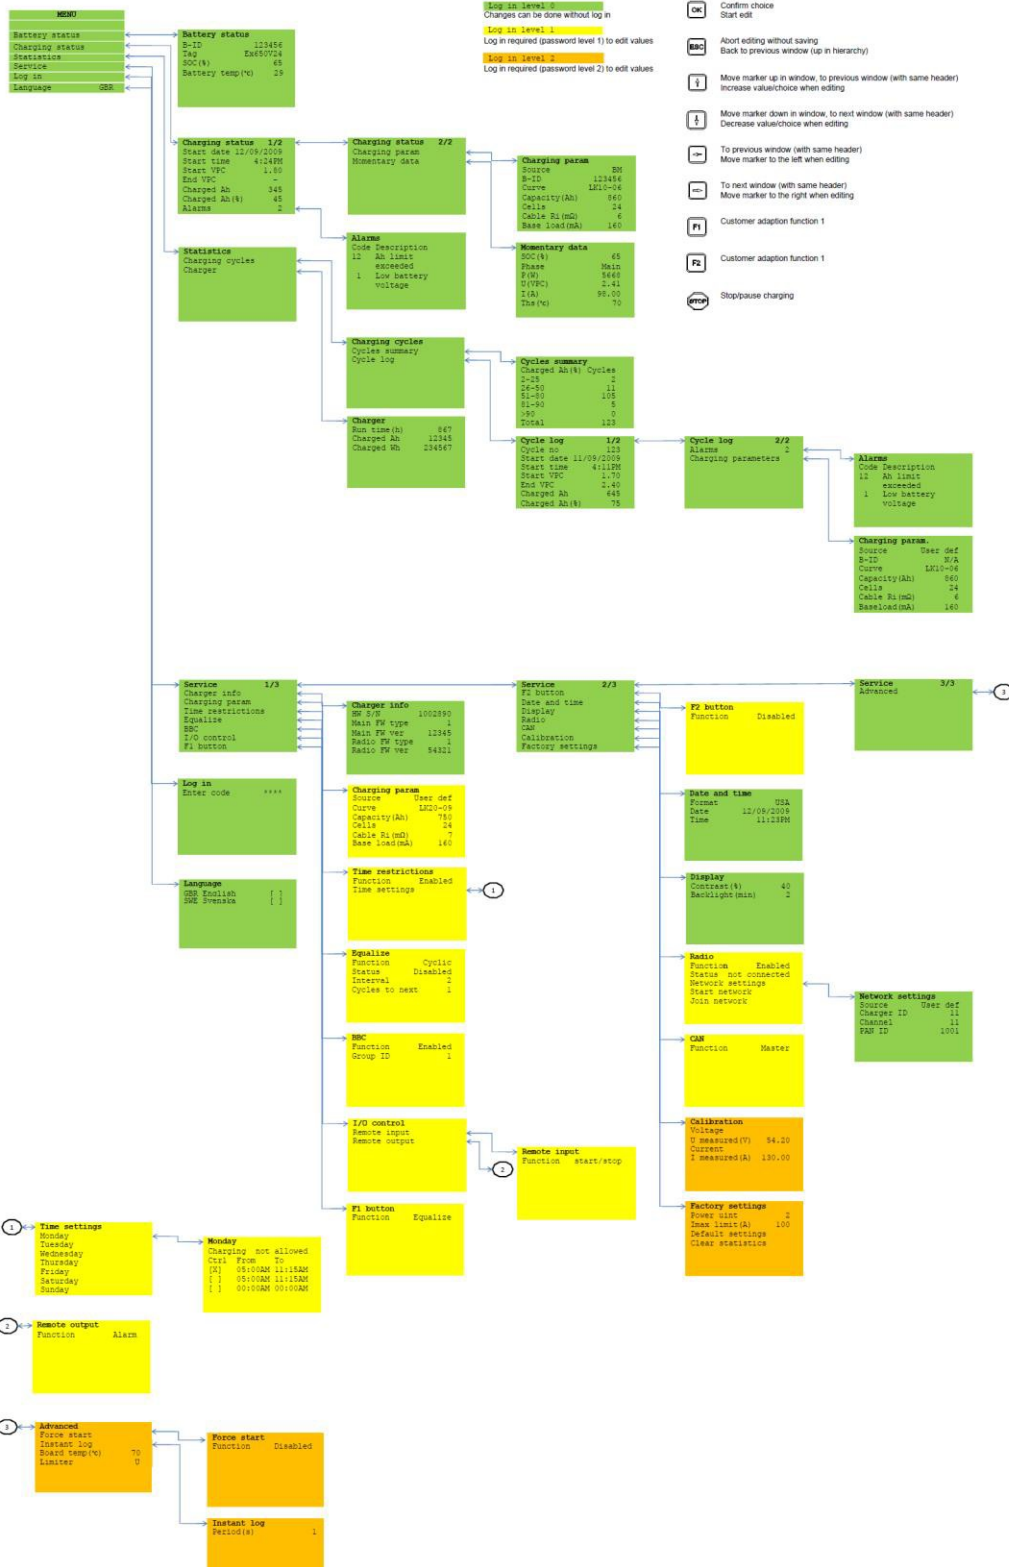 MENU
Battery status
Charging status
Statistics
Service
Log in
Language GBR
Battery status
B-ID 123456
Tag Ex650V24
SOC(%) 65
Battery temp(℃) 29
Log in level 0
Changes can be done without log in
Log in level 1
Log in required (password level 1) to edit values
Log in level 2
Log in required (password level 2) to edit values
OK
Confirm choice
Start edit
ESC
Abort editing without saving
Back to previous window (up in hierarchy)
Move marker up in window, to previous window (with same header)
Increase value/choice when editing
Move marker down in window, to next window (with same header)
Decrease value/choice when editing
To previous window (with same header)
Move marker to the left when editing
To next window (with same header)
Move marker to the right when editing
F1
Customer adaption function 1
F2
Customer adaption function 1
STOP
Stop/pause charging
Charging status 1/2
Start date 12/09/2009
Start time 4:24PM
Start VPC 1.80
End VPC -
Charged Ah 345
Charged Ah(%) 45
Alarms 2
Charging status 2/2
Charging param
Momentary data
Charging param
Source BM
B-ID 123456
Curve LK10-06
Capacity(Ah) 860
Cells 24
Cable Ri(mΩ) 6
Base load(mA) 160
Alarms
Code Description
12 Ah limit
exceeded
1 Low battery
voltage
Momentary data
SOC(%) 65
Phase Main
P(W) 5668
U(VPC) 2.41
I(A) 98.00
Ths(℃) 70
Statistics
Charging cycles
Charger
Charging cycles
Cycles summary
Cycle log
Cycles summary
Charged Ah(%) Cycles
2-25 2
26-50 11
51-80 105
81-90 5
>90 0
Total 123
Charger
Run time(h) 867
Charged Ah 12345
Charged Wh 234567
Cycle log 1/2
Cycle no 123
Start date 11/09/2009
Start time 4:11PM
Start VPC 1.70
End VPC 2.40
Charged Ah 645
Charged Ah(%) 75
Cycle log 2/2
Alarms 2
Charging parameters
Alarms
Code Description
12 Ah limit
exceeded
1 Low battery
voltage
Charging param.
Source User def
B-ID N/A
Curve LK10-06
Capacity(Ah) 860
Cells 24
Cable Ri(mΩ) 6
Baseload(mA) 160
Service 1/3
Charger info
Charging param
Time restrictions
Equalize
BBC
I/O control
F1 button
Charger info
HW S/N 1002890
Main FW type 1
Main FW ver 12345
Radio FW type 1
Radio FW ver 54321
Service 2/3
F2 button
Date and time
Display
Radio
CAN
Calibration
Factory settings
F2 button
Function Disabled
Service 3/3
Advanced
3
Log in
Enter code ****
Charging param
Source User def
Curve LK20-09
Capacity(Ah) 750
Cells 24
Cable Ri(mΩ) 7
Base load(mA) 160
Date and time
Format USA
Date 12/09/2009
Time 11:23PM
Language
GBR English [ ]
SWE Svenska [ ]
Time restrictions
Function Enabled
Time settings
1
Display
Contrast(%) 40
Backlight(min) 2
Equalize
Function Cyclic
Status Disabled
Interval 2
Cycles to next 1
Radio
Function Enabled
Status not connected
Network settings
Start network
Join network
Network settings
Source User def
Charger ID 11
Channel 11
PAN ID 1001
BBC
Function Enabled
Group ID 1
CAN
Function Master
I/O control
Remote input
Remote output
2
Remote input
Function start/stop
Calibration
Voltage
U measured(V) 54.20
Current
I measured(A) 130.00
F1 button
Function Equalize
Factory settings
Power uint 2
Imax limit(A) 100
Default settings
Clear statistics
1
Time settings
Monday
Tuesday
Wednesday
Thursday
Friday
Saturday
Sunday
Monday
Charging not allowed
Ctrl From To
[X] 05:00AM 11:15AM
[ ] 05:00AM 11:15AM
[ ] 00:00AM 00:00AM
2
Remote output
Function Alarm
3
Advanced
Force start
Instant log
Board temp(℃) 70
Limiter U
Force start
Function Disabled
Instant log
Period(s) 1